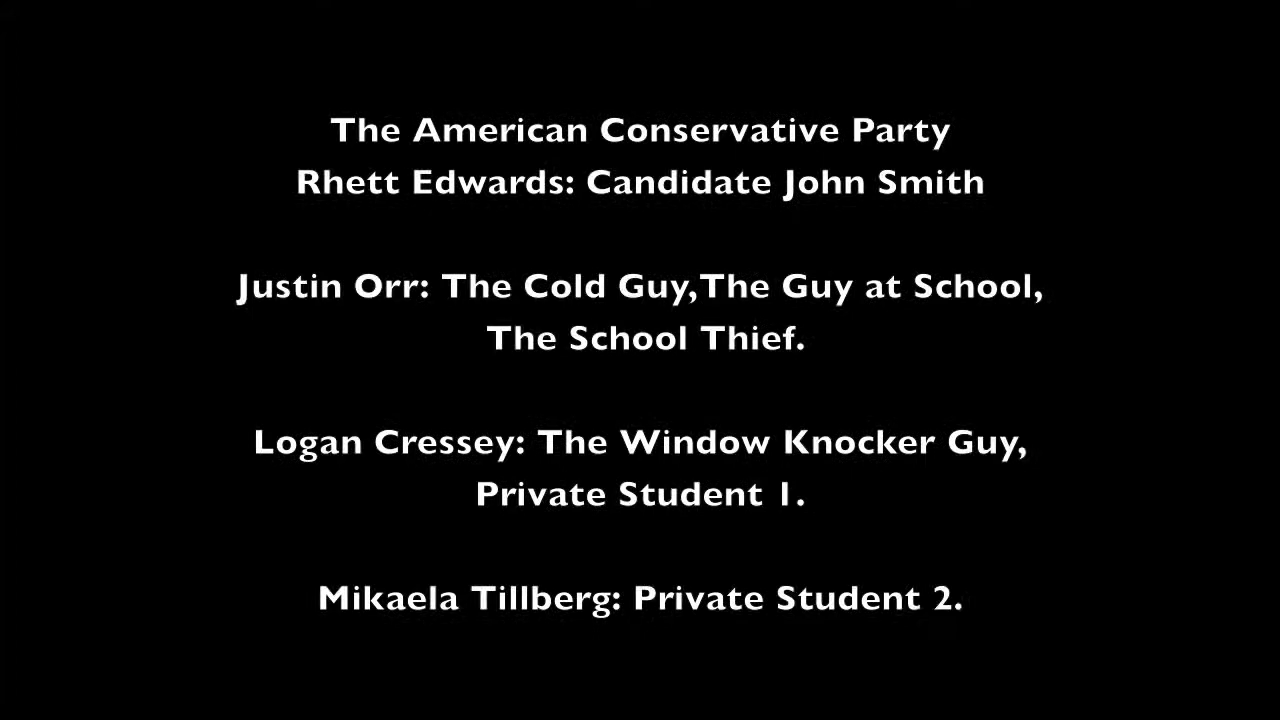 The American Conservative Party
Rhett Edwards: Candidate John Smith
Justin Orr: The Cold Guy,The Guy at School,
The School Thief.
Logan Cressey: The Window Knocker Guy,
Private Student 1.
Mikaela Tillberg: Private Student 2.